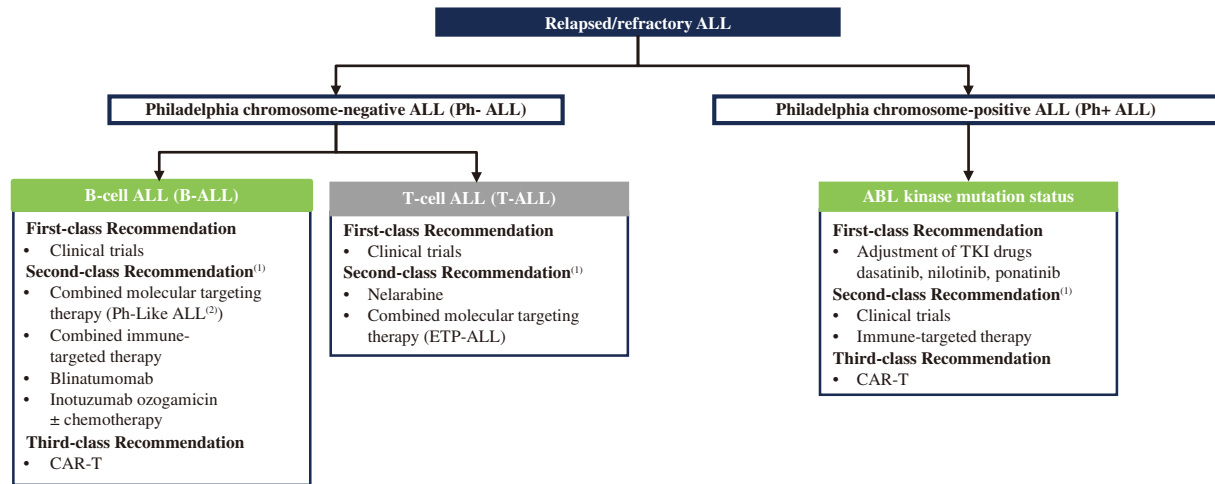 Relapsed/refractory ALL
Philadelphia chromosome-negative ALL (Ph- ALL)
Philadelphia chromosome-positive ALL (Ph+ ALL)
B-cell ALL (B-ALL)
First-class Recommendation
• Clinical trials
Second-class Recommendation(1)
• Combined molecular targeting
therapy (Ph-Like ALL(2))
• Combined immune-
targeted therapy
• Blinatumomab
• Inotuzumab ozogamicin
± chemotherapy
Third-class Recommendation
• CAR-T
T-cell ALL (T-ALL)
First-class Recommendation
• Clinical trials
Second-class Recommendation(1)
• Nelarabine
• Combined molecular targeting
therapy (ETP-ALL)
ABL kinase mutation status
First-class Recommendation
• Adjustment of TKI drugs
dasatinib, nilotinib, ponatinib
Second-class Recommendation(1)
• Clinical trials
• Immune-targeted therapy
Third-class Recommendation
• CAR-T